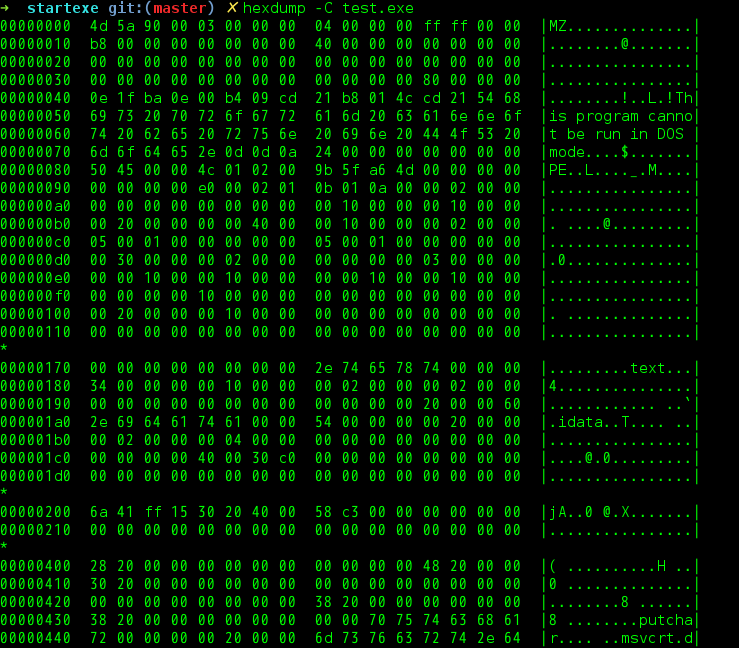 ➜ startexe git:(master) ✗ hexdump -C test.exe
00000000 4d 5a 90 00 03 00 00 00 04 00 00 00 ff ff 00 00 |MZ..............|
00000010 b8 00 00 00 00 00 00 00 40 00 00 00 00 00 00 00 |........@.......|
00000020 00 00 00 00 00 00 00 00 00 00 00 00 00 00 00 00 |................|
00000030 00 00 00 00 00 00 00 00 00 00 00 00 80 00 00 00 |................|
00000040 0e 1f ba 0e 00 b4 09 cd 21 b8 01 4c cd 21 54 68 |........!..L.!Th|
00000050 69 73 20 70 72 6f 67 72 61 6d 20 63 61 6e 6e 6f |is program canno|
00000060 74 20 62 65 20 72 75 6e 20 69 6e 20 44 4f 53 20 |t be run in DOS |
00000070 6d 6f 64 65 2e 0d 0d 0a 24 00 00 00 00 00 00 00 |mode....$.......|
00000080 50 45 00 00 4c 01 02 00 9b 5f a6 4d 00 00 00 00 |PE..L...._.M....|
00000090 00 00 00 00 e0 00 02 01 0b 01 0a 00 00 02 00 00 |................|
000000a0 00 00 00 00 00 00 00 00 00 10 00 00 00 10 00 00 |................|
000000b0 00 20 00 00 00 00 40 00 00 10 00 00 00 02 00 00 |. ....@.........|
000000c0 05 00 01 00 00 00 00 00 05 00 01 00 00 00 00 00 |................|
000000d0 00 30 00 00 00 02 00 00 00 00 00 00 03 00 00 00 |.0..............|
000000e0 00 00 10 00 00 10 00 00 00 00 10 00 00 10 00 00 |................|
000000f0 00 00 00 00 10 00 00 00 00 00 00 00 00 00 00 00 |................|
00000100 00 20 00 00 00 10 00 00 00 00 00 00 00 00 00 00 |. ..............|
00000110 00 00 00 00 00 00 00 00 00 00 00 00 00 00 00 00 |................|
*
00000170 00 00 00 00 00 00 00 00 2e 74 65 78 74 00 00 00 |.........text...|
00000180 34 00 00 00 00 10 00 00 00 02 00 00 00 02 00 00 |4...............|
00000190 00 00 00 00 00 00 00 00 00 00 00 00 20 00 00 60 |............ ..`|
000001a0 2e 69 64 61 74 61 00 00 54 00 00 00 00 20 00 00 |.idata..T.... ..|
000001b0 00 02 00 00 00 04 00 00 00 00 00 00 00 00 00 00 |................|
000001c0 00 00 00 00 40 00 30 c0 00 00 00 00 00 00 00 00 |....@.0.........|
000001d0 00 00 00 00 00 00 00 00 00 00 00 00 00 00 00 00 |................|
*
00000200 6a 41 ff 15 30 20 40 00 58 c3 00 00 00 00 00 00 |jA..0 @.X.......|
00000210 00 00 00 00 00 00 00 00 00 00 00 00 00 00 00 00 |................|
*
00000400 28 20 00 00 00 00 00 00 00 00 00 00 48 20 00 00 |( ..........H ..|
00000410 30 20 00 00 00 00 00 00 00 00 00 00 00 00 00 00 |0 ..............|
00000420 00 00 00 00 00 00 00 00 38 20 00 00 00 00 00 00 |........8 ......|
00000430 38 20 00 00 00 00 00 00 00 00 70 75 74 63 68 61 |8 ........putcha|
00000440 72 00 00 00 00 20 00 00 6d 73 76 63 72 74 2e 64 |r.... ..msvcrt.d|